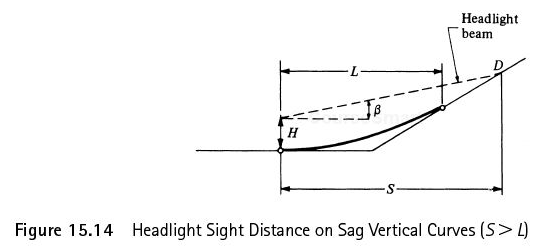 Headlight
beam
D
L
β
H
S
Figure 15.14 Headlight Sight Distance on Sag Vertical Curves (S > L)